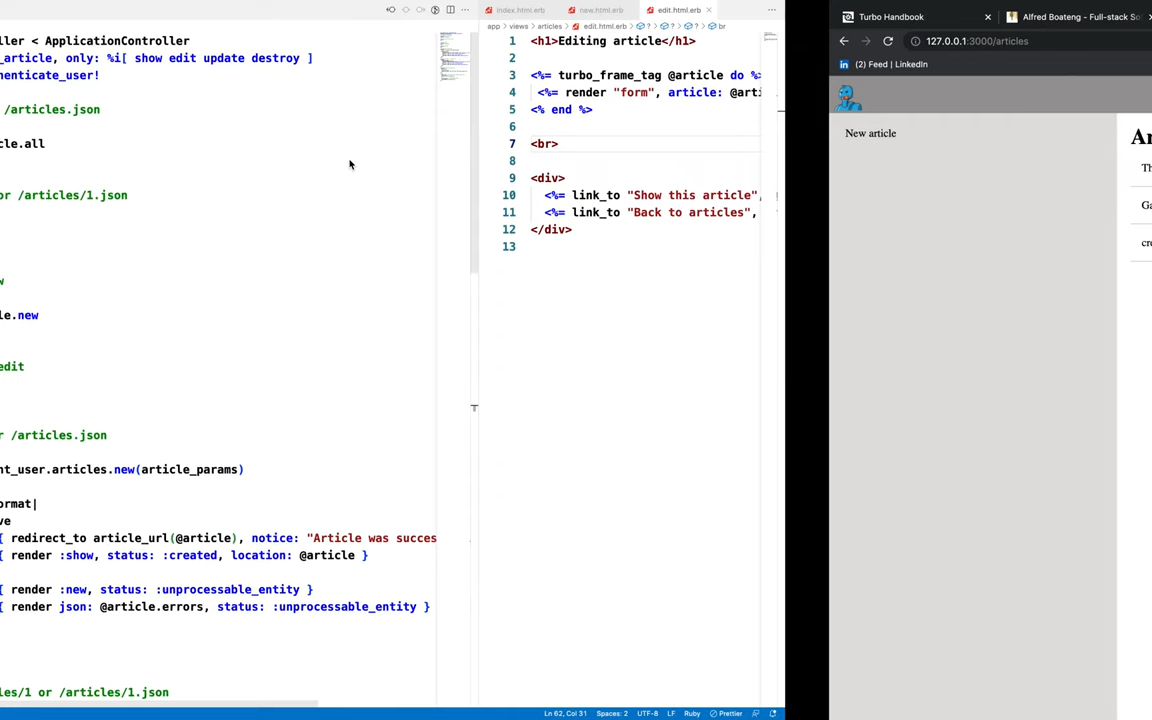 ller < ApplicationController
_article, only: %i[ show edit update destroy ]
henticate_user!
/articles.json
cle.all
or /articles/1.json
w
le.new
edit
r /articles.json
nt_user.articles.new(article_params)
ormat|
ve
{ redirect_to article_url(@article), notice: "Article was succes
{ render :show, status: :created, location: @article }
{ render :new, status: :unprocessable_entity }
{ render json: @article.errors, status: :unprocessable_entity }
les/1 or /articles/1.json
index.html.erb
new.html.erb
edit.html.erb
app > views > articles > edit.html.erb > ? > ? > ? > br
1 <h1>Editing article</h1>
2
3 <%= turbo_frame_tag @article do %>
4 <%= render "form", article: @arti
5 <% end %>
6
7 <br>
8
9 <div>
10 <%= link_to "Show this article",
11 <%= link_to "Back to articles",
12 </div>
13
Ln 62, Col 31 Spaces: 2 UTF-8 LF Ruby Prettier
Turbo Handbook
Alfred Boateng - Full-stack So
127.0.0.1:3000/articles
(2) Feed | LinkedIn
New article
Ar
Th
Ga
cre